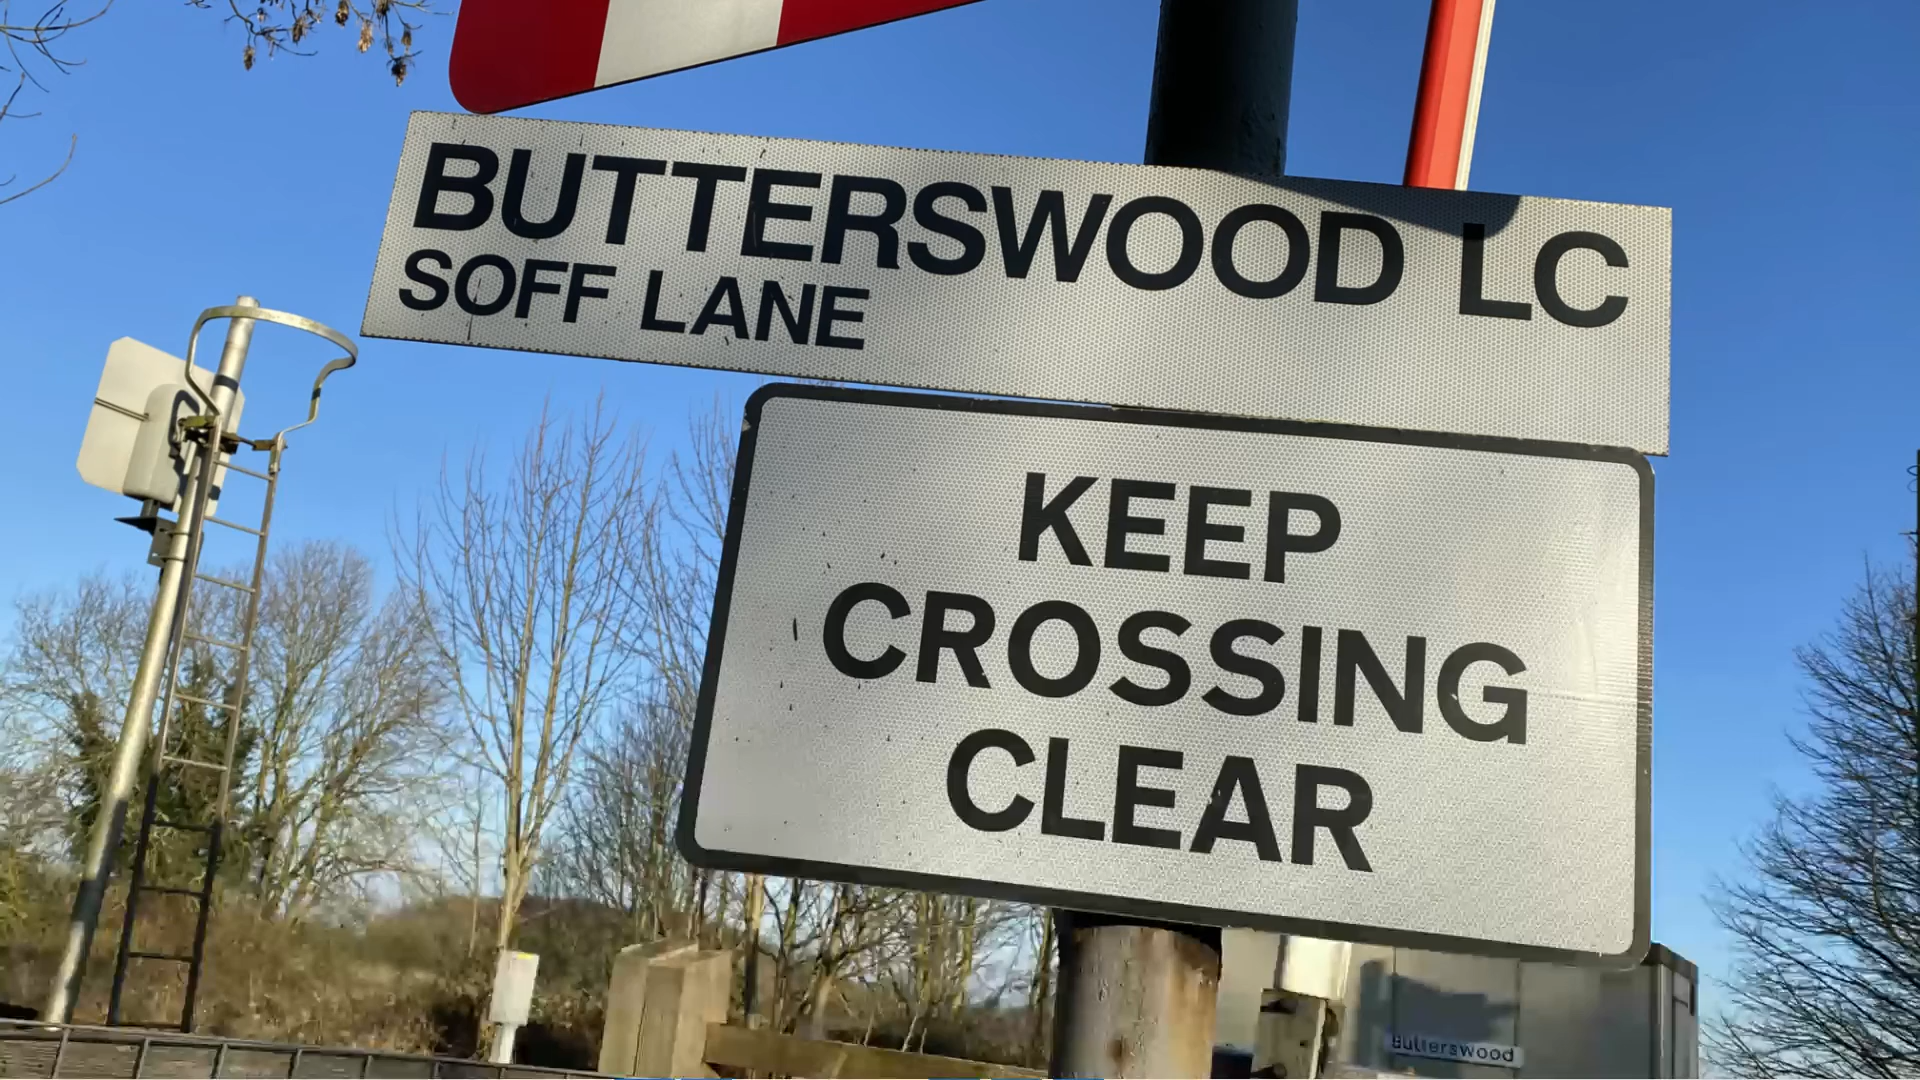 BUTTERSWOOD LC
SOFF LANE
KEEP
CROSSING
CLEAR
Butterswood